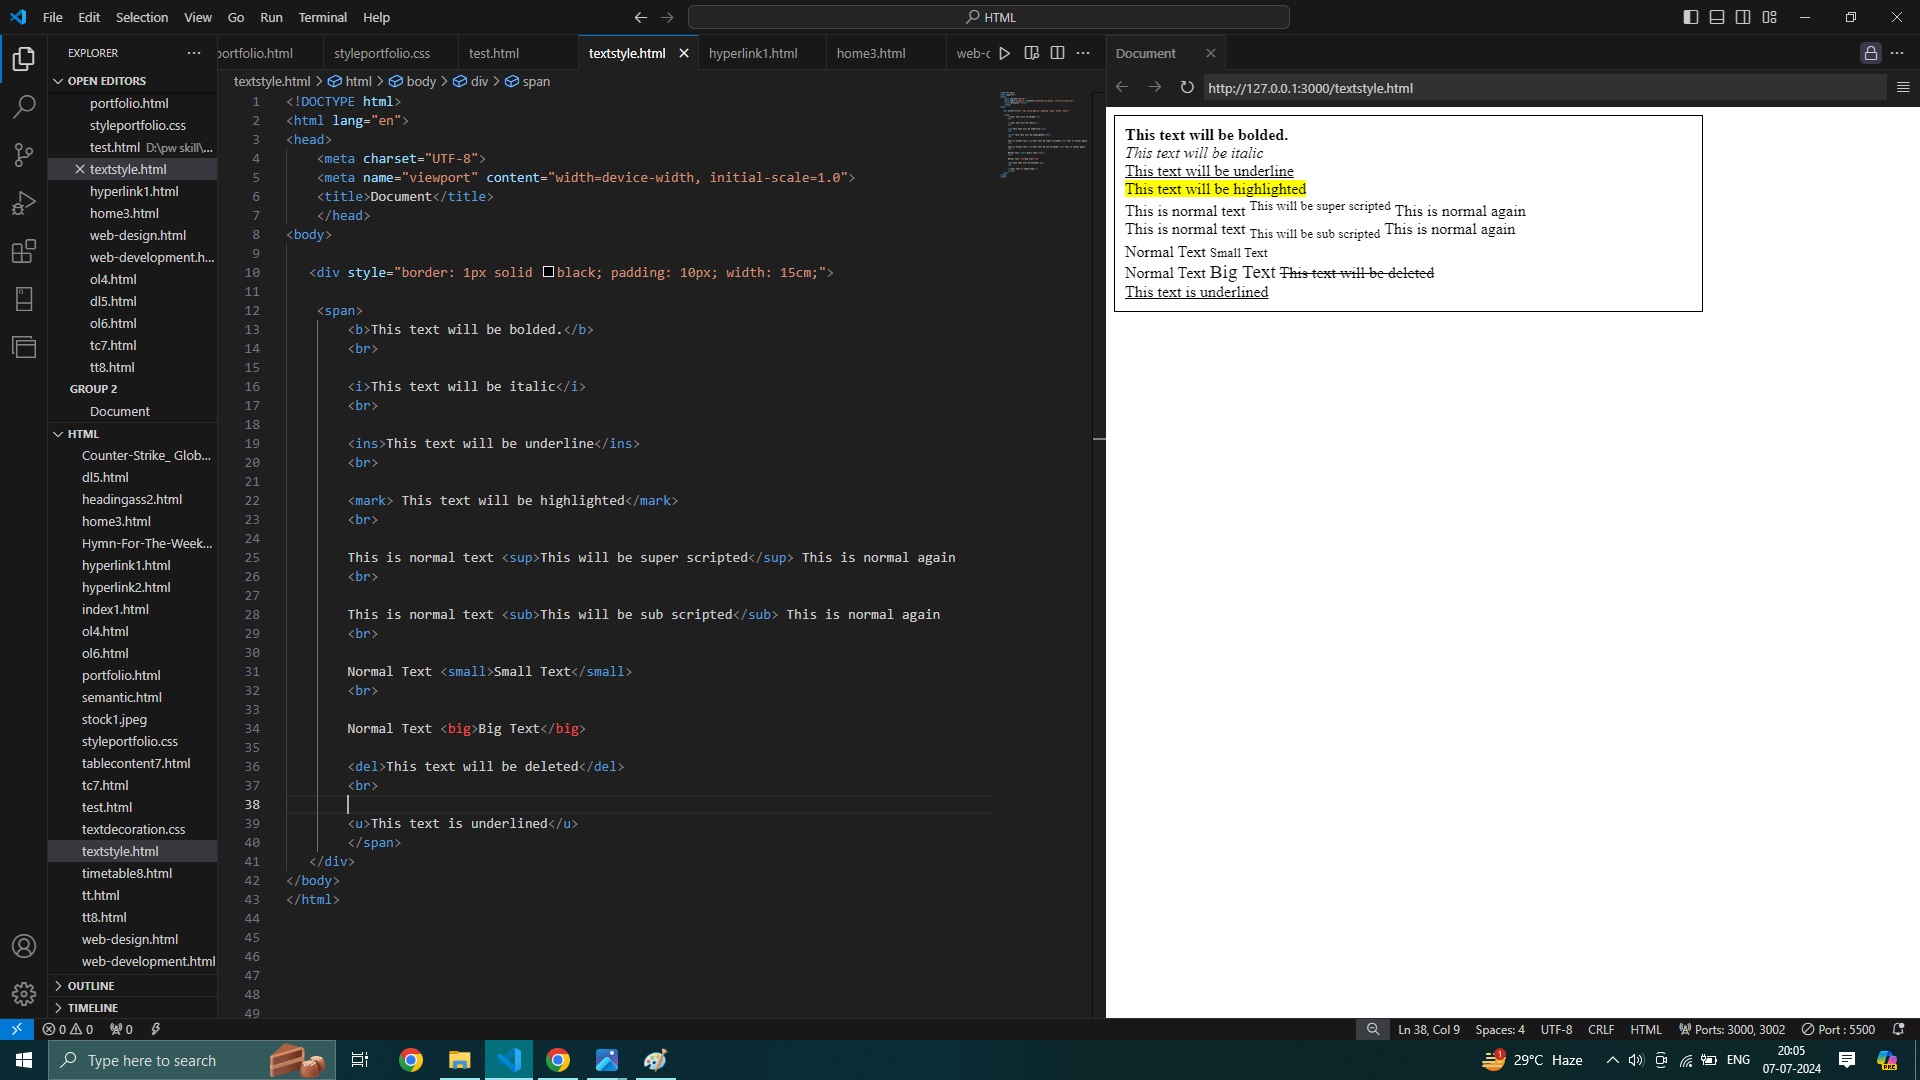 File Edit Selection View Go Run Terminal Help
HTML
EXPLORER
OPEN EDITORS
portfolio.html
styleportfolio.css
test.html D:\pw skill\...
textstyle.html
hyperlink1.html
home3.html
web-design.html
web-development.h...
ol4.html
dl5.html
ol6.html
tc7.html
tt8.html
GROUP 2
Document
HTML
Counter-Strike_ Glob...
dl5.html
headingass2.html
home3.html
Hymn-For-The-Week...
hyperlink1.html
hyperlink2.html
index1.html
ol4.html
ol6.html
portfolio.html
semantic.html
stock1.jpeg
styleportfolio.css
tablecontent7.html
tc7.html
test.html
textdecoration.css
textstyle.html
timetable8.html
tt.html
tt8.html
web-design.html
web-development.html
OUTLINE
TIMELINE
portfolio.html styleportfolio.css test.html textstyle.html hyperlink1.html home3.html web-c
textstyle.html > html > body > div > span
1 <!DOCTYPE html>
2 <html lang="en">
3 <head>
4 <meta charset="UTF-8">
5 <meta name="viewport" content="width=device-width, initial-scale=1.0">
6 <title>Document</title>
7 </head>
8 <body>
9
10 <div style="border: 1px solid black; padding: 10px; width: 15cm;">
11
12 <span>
13 <b>This text will be bolded.</b>
14 <br>
15
16 <i>This text will be italic</i>
17 <br>
18
19 <ins>This text will be underline</ins>
20 <br>
21
22 <mark> This text will be highlighted</mark>
23 <br>
24
25 This is normal text <sup>This will be super scripted</sup> This is normal again
26 <br>
27
28 This is normal text <sub>This will be sub scripted</sub> This is normal again
29 <br>
30
31 Normal Text <small>Small Text</small>
32 <br>
33
34 Normal Text <big>Big Text</big>
35
36 <del>This text will be deleted</del>
37 <br>
38
39 <u>This text is underlined</u>
40 </span>
41 </div>
42 </body>
43 </html>
44
45
46
47
48
49
Document
http://127.0.0.1:3000/textstyle.html
This text will be bolded.
This text will be italic
This text will be underline
This text will be highlighted
This is normal text This will be super scripted This is normal again
This is normal text This will be sub scripted This is normal again
Normal Text Small Text
Normal Text Big Text This text will be deleted
This text is underlined
0 0 0 Ln 38, Col 9 Spaces: 4 UTF-8 CRLF HTML Ports: 3000, 3002 Port : 5500
Type here to search 1 29°C Haze ENG 20:05
07-07-2024